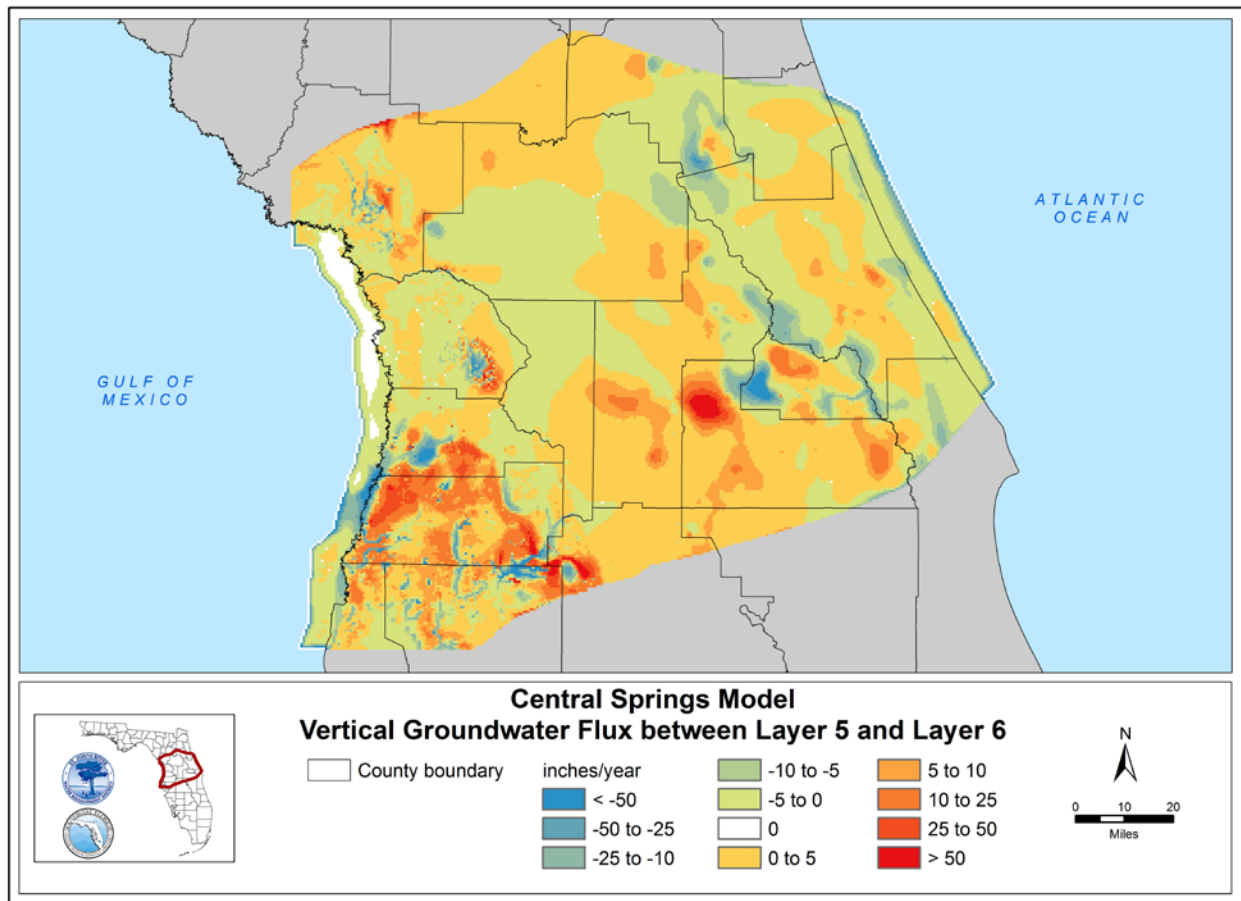 ATLANTIC
OCEAN
GULF OF
MEXICO
Central Springs Model
Vertical Groundwater Flux between Layer 5 and Layer 6
County boundary
inches/year
< -50
-50 to -25
-25 to -10
-10 to -5
-5 to 0
0
0 to 5
5 to 10
10 to 25
25 to 50
> 50
N
0 10 20
Miles